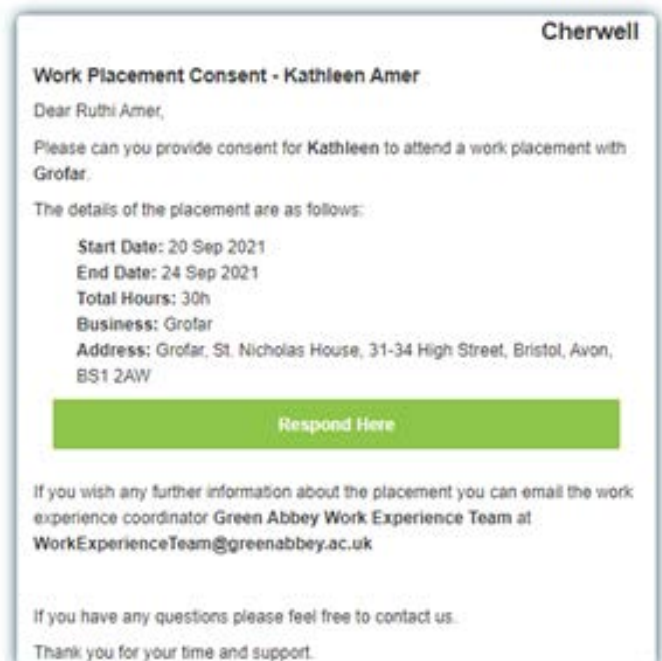 Cherwell
Work Placement Consent - Kathleen Amer
Dear Ruthi Amer,
Please can you provide consent for Kathleen to attend a work placement with
Grofar.
The details of the placement are as follows:
Start Date: 20 Sep 2021
End Date: 24 Sep 2021
Total Hours: 30h
Business: Grofar
Address: Grofar, St. Nicholas House, 31-34 High Street, Bristol, Avon,
BS1 2AW
Respond Here
If you wish any further information about the placement you can email the work
experience coordinator Green Abbey Work Experience Team at
WorkExperienceTeam@greenabbey.ac.uk
If you have any questions please feel free to contact us.
Thank you for your time and support.